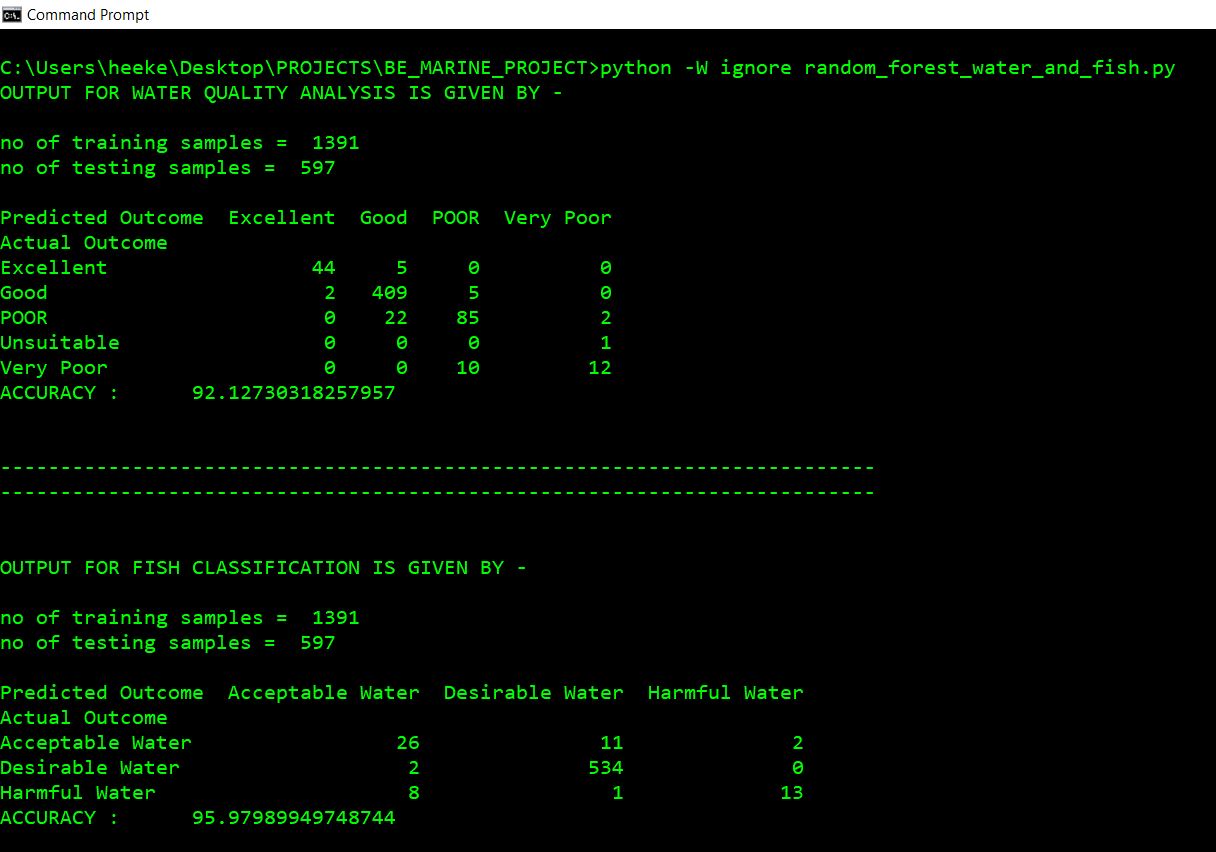 Command Prompt
C:\Users\heeke\Desktop\PROJECTS\BE_MARINE_PROJECT>python -W ignore random_forest_water_and_fish.py
OUTPUT FOR WATER QUALITY ANALYSIS IS GIVEN BY -
no of training samples =  1391
no of testing samples =  597
Predicted Outcome  Excellent  Good  POOR  Very Poor
Actual Outcome
Excellent                 44     5     0          0
Good                       2   409     5          0
POOR                       0    22    85          2
Unsuitable                 0     0     0          1
Very Poor                  0     0    10         12
ACCURACY :      92.12730318257957
-------------------------------------------------------------------------
-------------------------------------------------------------------------
OUTPUT FOR FISH CLASSIFICATION IS GIVEN BY -
no of training samples =  1391
no of testing samples =  597
Predicted Outcome  Acceptable Water  Desirable Water  Harmful Water
Actual Outcome
Acceptable Water                 26               11              2
Desirable Water                   2              534              0
Harmful Water                     8                1             13
ACCURACY :      95.97989949748744